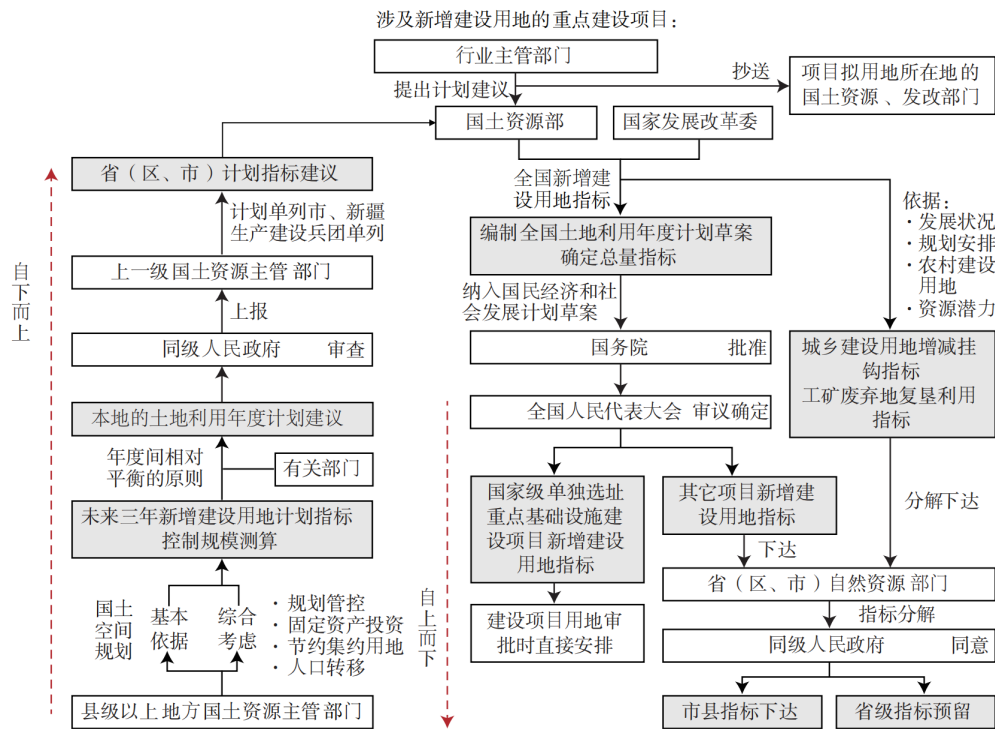 涉及新增建设用地的重点建设项目：
行业主管部门
提出计划建议
抄送
项目拟用地所在地的
国土资源、发改部门
国土资源部
国家发展改革委
省（区、市）计划指标建议
计划单列市、新疆
生产建设兵团单列
上一级国土资源主管部门
上报
同级人民政府 审查
本地的土地利用年度计划建议
年度间相对
平衡的原则
有关部门
未来三年新增建设用地计划指标
控制规模测算
国土
空间
规划
基本
依据
综合
考虑
· 规划管控
· 固定资产投资
· 节约集约用地
· 人口转移
县级以上地方国土资源主管部门
自下而上
全国新增建
设用地指标
编制全国土地利用年度计划草案
确定总量指标
纳入国民经济和社
会发展计划草案
国务院 批准
全国人民代表大会 审议确定
国家级单独选址
重点基础设施建
设项目新增建设
用地指标
建设项目用地审
批时直接安排
其它项目新增建
设用地指标
下达
自上而下
依据：
· 发展状况
· 规划安排
· 农村建设
用地
· 资源潜力
城乡建设用地增减挂
钩指标
工矿废弃地复垦利用
指标
分解下达
省（区、市）自然资源部门
指标分解
同级人民政府 同意
市县指标下达
省级指标预留